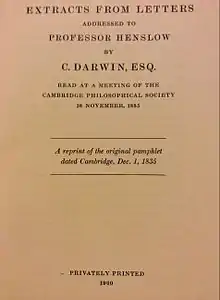 EXTRACTS FROM LETTERS
ADDRESSED TO
PROFESSOR HENSLOW
BY
C. DARWIN, ESQ.
READ AT A MEETING OF THE
CAMBRIDGE PHILOSOPHICAL SOCIETY
16 NOVEMBER, 1835
A reprint of the original pamphlet
dated Cambridge, Dec. 1, 1835
PRIVATELY PRINTED
1960